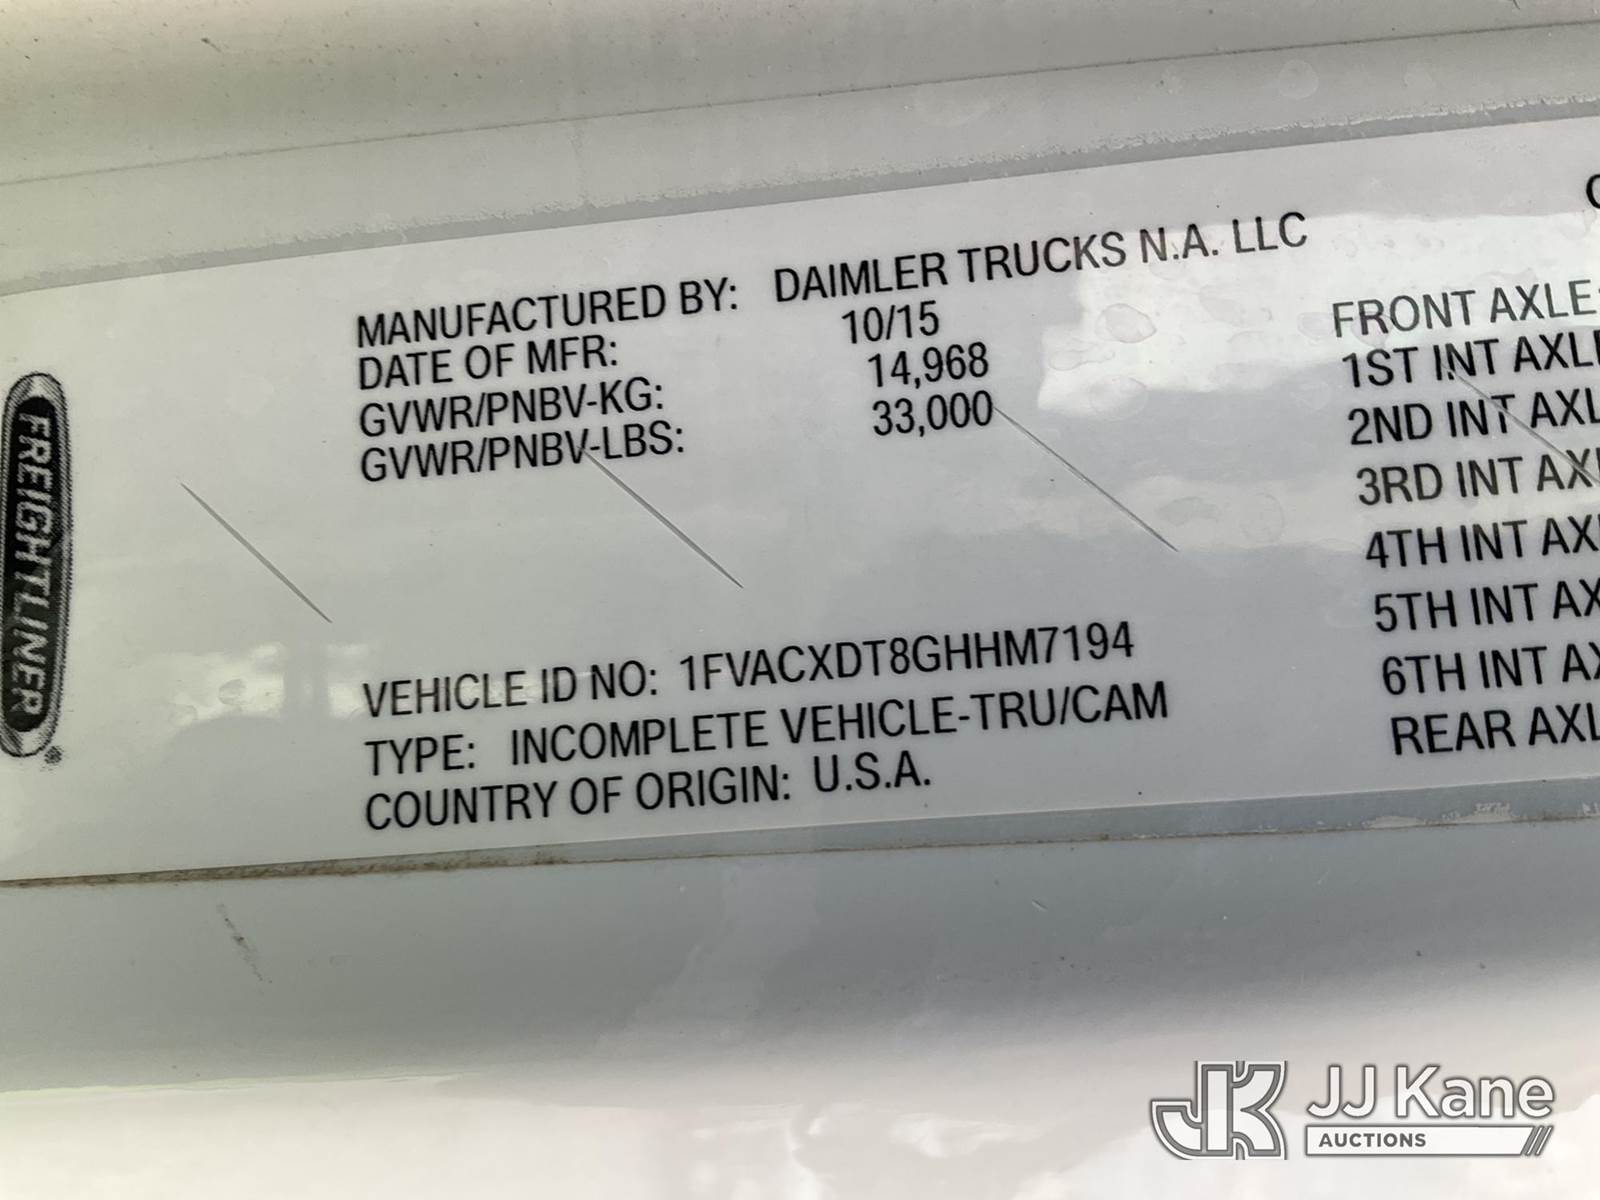 MANUFACTURED BY: DAIMLER TRUCKS N.A. LLC
DATE OF MFR: 10/15
GVWR/PNBV-KG: 14,968
GVWR/PNBV-LBS: 33,000
VEHICLE ID NO: 1FVACXDT8GHHM7194
TYPE: INCOMPLETE VEHICLE-TRU/CAM
COUNTRY OF ORIGIN: U.S.A.
FREIGHTLINER®
FRONT AXLE:
1ST INT AXLE
2ND INT AXL
3RD INT AX
4TH INT AX
5TH INT AX
6TH INT AX
REAR AXL
JK JJ Kane
AUCTIONS